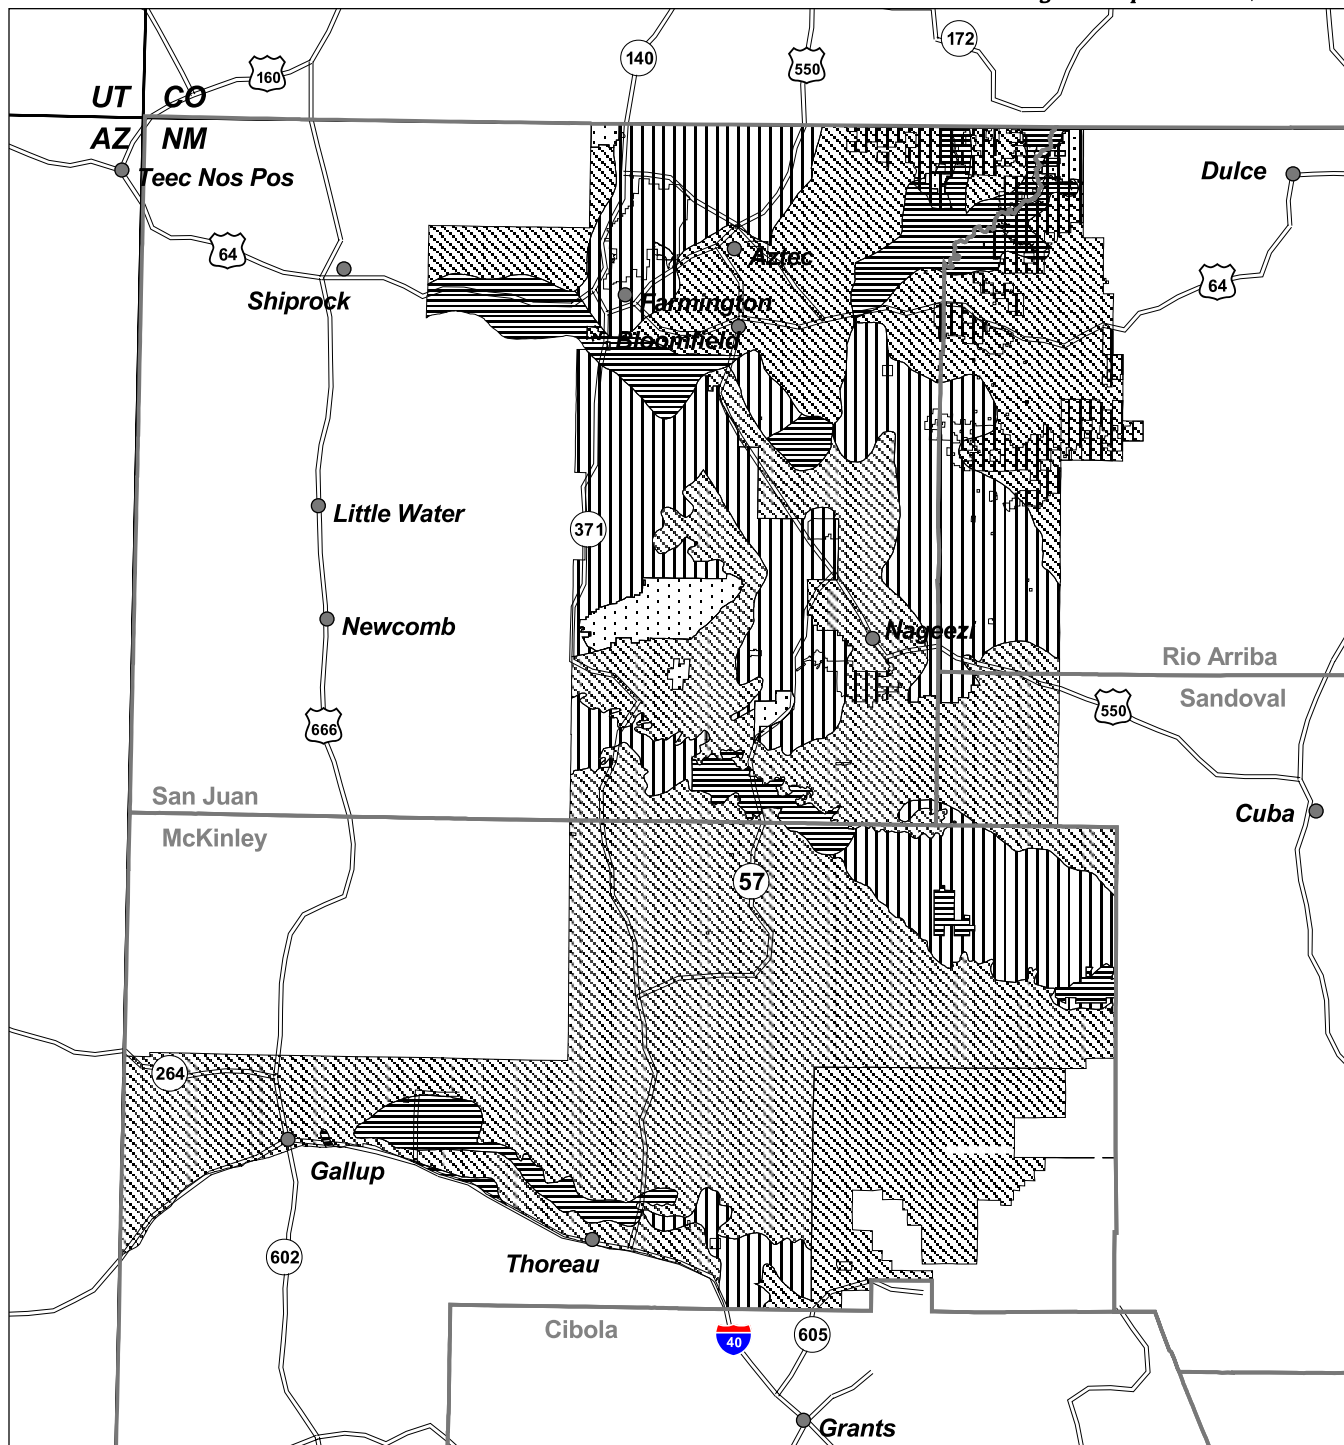 172
140
550
160
UT CO
AZ NM
Teec Nos Pos
Dulce
64
Aztec
Shiprock
Farmington
64
Bloomfield
Little Water
371
Newcomb
Nageezi
Rio Arriba
Sandoval
550
666
San Juan
McKinley
Cuba
57
264
Gallup
602
Thoreau
Cibola
40
605
Grants